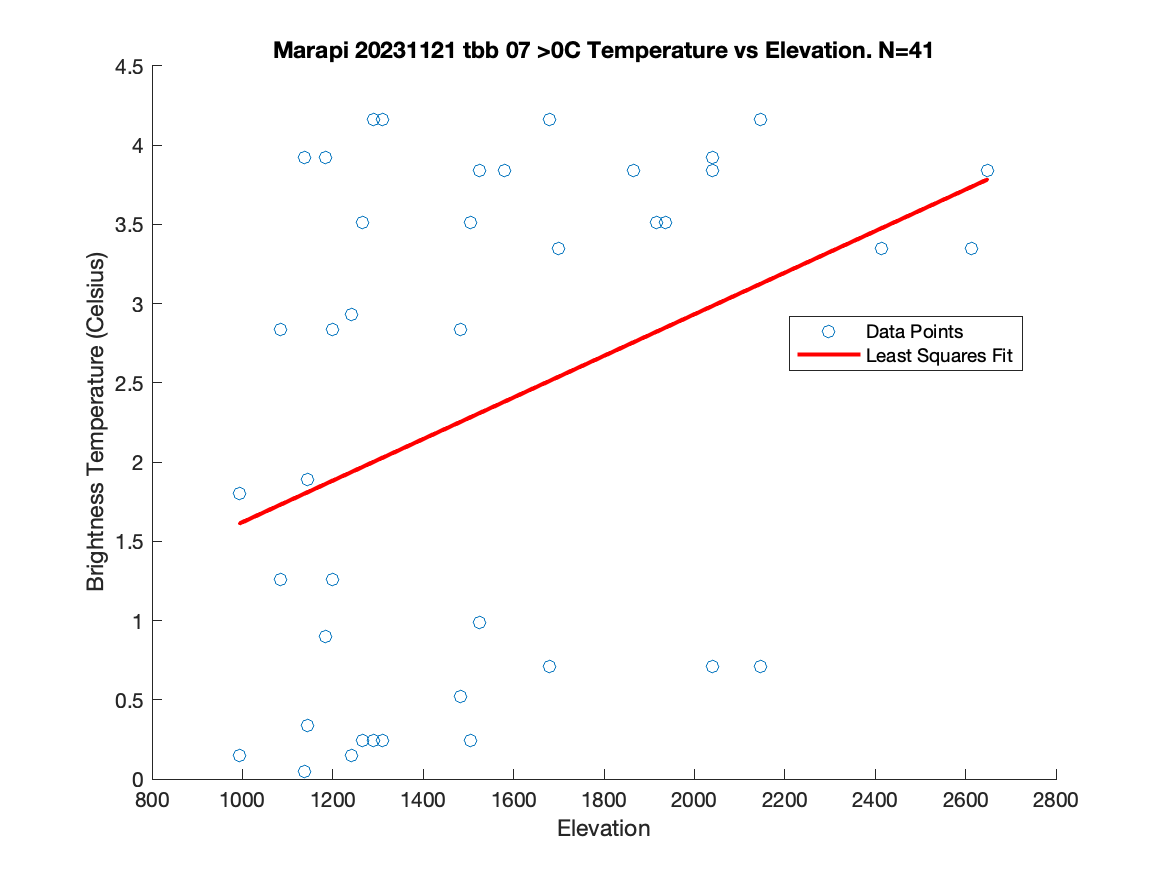 Marapi 20231121 tbb 07 >0C Temperature vs Elevation. N=41
4.5
4
3.5
3
2.5
2
1.5
1
0.5
0
Brightness Temperature (Celsius)
Data Points
Least Squares Fit
800 1000 1200 1400 1600 1800 2000 2200 2400 2600 2800
Elevation